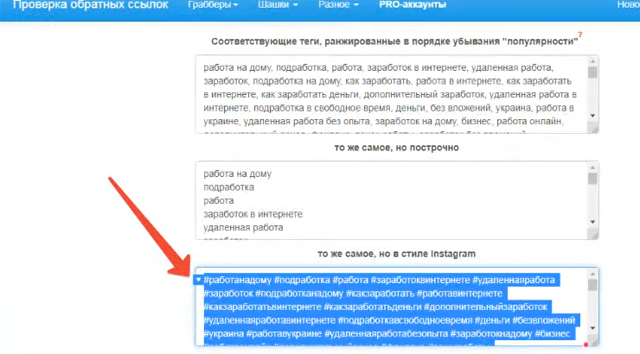 Проверка обратных ссылок Грабберы Шашки Разное PRO-аккаунты Ново
Соответствующие теги, ранжированные в порядке убывания "популярности"?
работа на дому, подработка, работа, заработок в интернете, удаленная работа,
заработок, подработка на дому, как заработать, работа в интернете, как заработать
в интернете, как заработать деньги, дополнительный заработок, удаленная работа в
интернете, подработка в свободное время, деньги, без вложений, украина, работа в
украине, удаленная работа без опыта, заработок на дому, бизнес, работа онлайн,
то же самое, но построчно
работа на дому
подработка
работа
заработок в интернете
удаленная работа
то же самое, но в стиле Instagram
#работанадому #подработка #работа #заработоквинтернете #удаленнаяработа
#заработок #подработканадому #какзаработать #работавинтернете
#какзаработатьвинтернете #какзаработатьденьги #дополнительныйзаработок
#удаленнаяработавинтернете #подработкавсвободноевремя #деньги #безвложений
#украина #работавукраине #удаленнаяработабезопыта #заработокнадому #бизнес